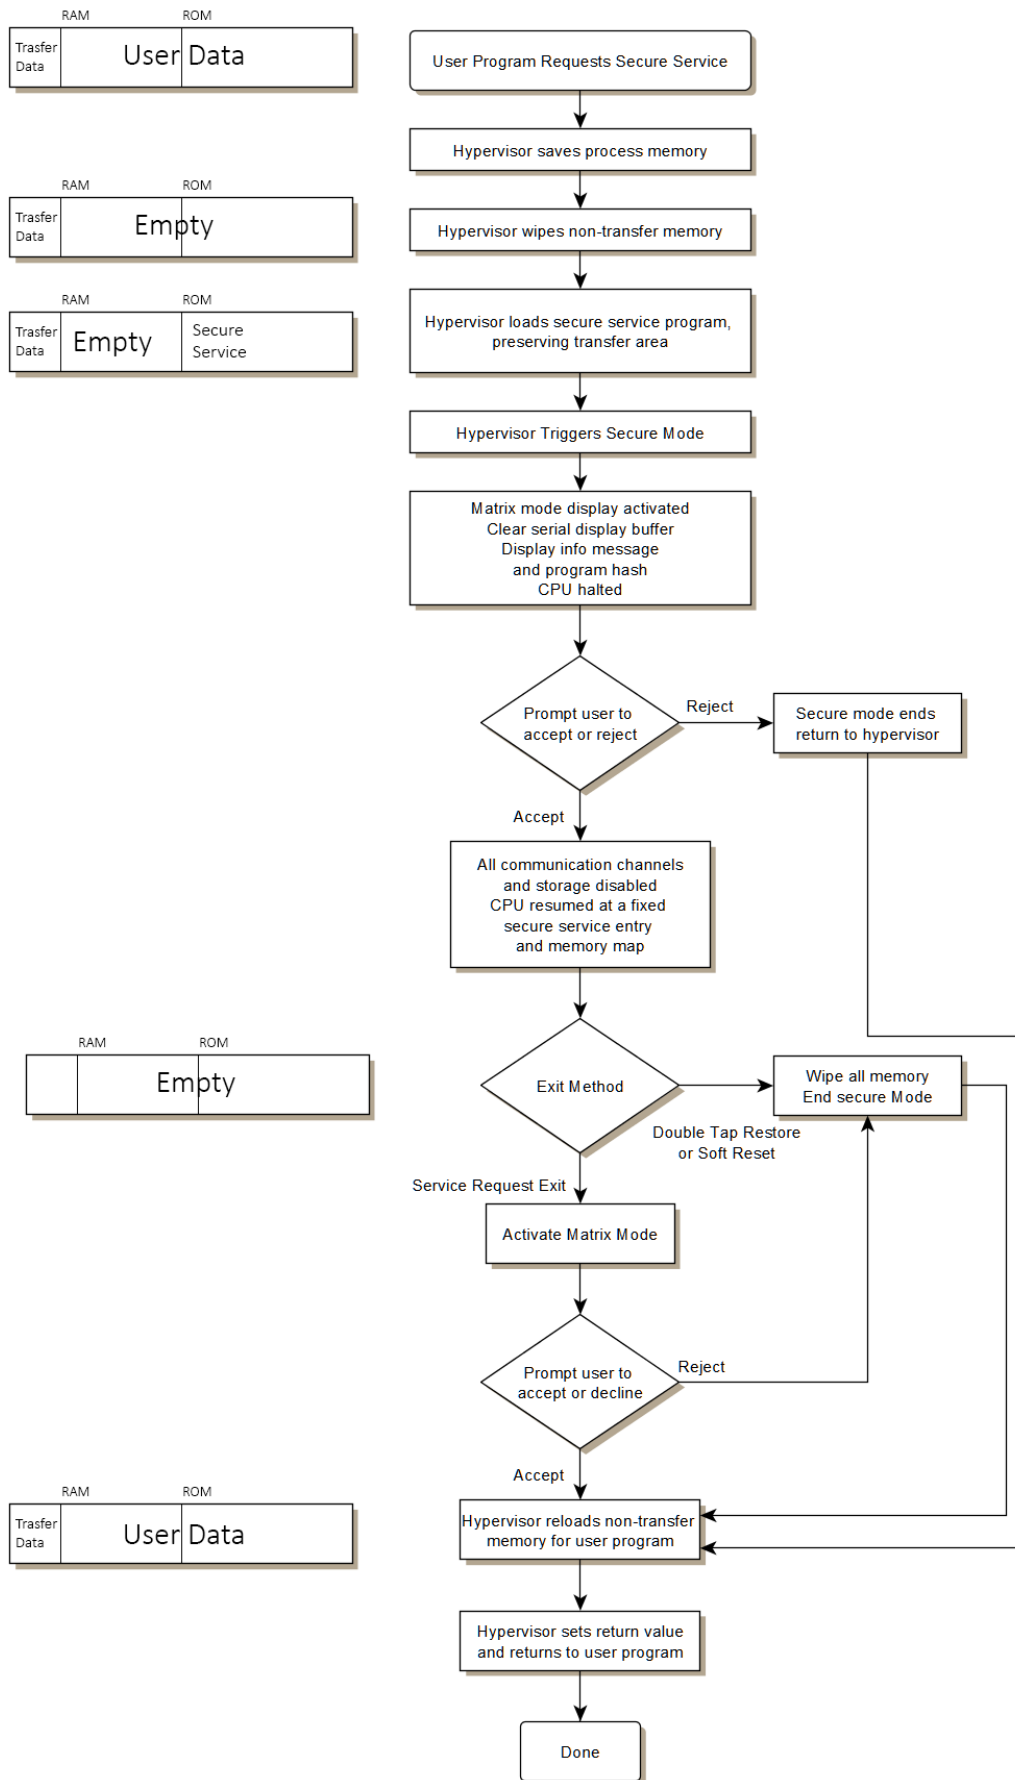 RAM ROM
Trasfer
Data
User Data
User Program Requests Secure Service
Hypervisor saves process memory
RAM ROM
Trasfer
Data
Empty
Hypervisor wipes non-transfer memory
RAM ROM
Trasfer
Data
Empty
Secure
Service
Hypervisor loads secure service program,
preserving transfer area
Hypervisor Triggers Secure Mode
Matrix mode display activated
Clear serial display buffer
Display info message
and program hash
CPU halted
Prompt user to
accept or reject
Reject
Secure mode ends
return to hypervisor
Accept
All communication channels
and storage disabled
CPU resumed at a fixed
secure service entry
and memory map
RAM ROM
Empty
Exit Method
Wipe all memory
End secure Mode
Double Tap Restore
or Soft Reset
Service Request Exit
Activate Matrix Mode
Prompt user to
accept or decline
Reject
Accept
RAM ROM
Trasfer
Data
User Data
Hypervisor reloads non-transfer
memory for user program
Hypervisor sets return value
and returns to user program
Done